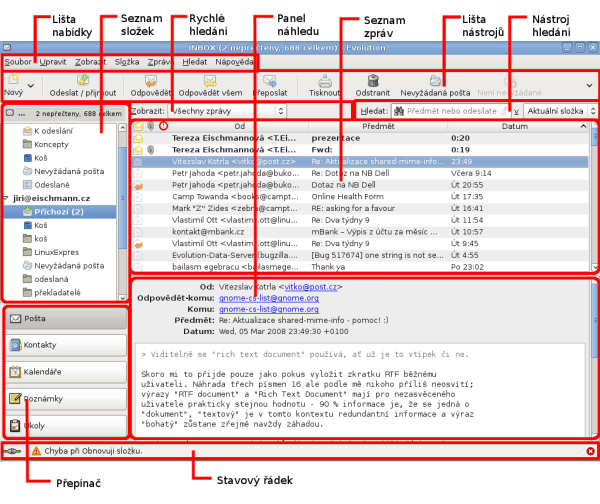 Lišta nabídky
Seznam složek
Rychlé hledání
Panel náhledu
Seznam zpráv
Lišta nástrojů
Nástroj hledání
INBOX (2 nepřečteny, 688 celkem) - Evolution
Soubor Upravit Zobrazit Složka Zpráva Hledat Nápověda
Nový Odeslat / přijmout Odpovědět Odpovědět všem Přeposlat Tisknout Odstranit Nevyžádaná pošta Není nevyžádané
... 2 nepřečteny, 688 celkem
Zobrazit: Všechny zprávy Hledat: Předmět nebo odesílate v Aktuální složka
Od Předmět Datum
Tereza Eischmannová <T.Ei... prezentace 0:20
Tereza Eischmannová <T.Ei... Fwd: 0:19
Vítezslav Kotrla <vitko@post.cz> Re: Aktualizace shared-mime-info... 23:49
Petr Jahoda <petr.jahoda@buko... Re: Dotaz na NB Dell Včera 9:14
Petr Jahoda <petr.jahoda@buko... Dotaz na NB Dell Út 20:55
Camp Towanda <books@campt... Online Health Form Út 17:35
Mark "Z" Zides <zebra@campt... RE: asking for a favour Út 16:41
Vlastimil Ott <vlastimil.ott@linu... Re: Dva týdny 9 Út 11:54
kontakt@mbank.cz mBank – Výpis z účtu za měsíc ... Út 10:57
Vlastimil Ott <vlastimil.ott@linu... Re: Dva týdny 9 Út 9:45
Evolution-Data-Server (bugzilla.... [Bug 517674] one string is not se... Út 4:55
bailasm egebracu <bailasmege... Thank ya Po 23:02
K odeslání
Koncepty
Koš
Nevyžádaná pošta
Odeslané
jiri@eischmann.cz
Příchozí (2)
Koš
koš
LinuxExpres
Nevyžádaná pošta
odeslaná
překladatelé
Pošta
Kontakty
Kalendáře
Poznámky
Úkoly
Od: Vítezslav Kotrla <vitko@post.cz>
Odpovědět-komu: gnome-cs-list@gnome.org
Komu: gnome-cs-list@gnome.org
Předmět: Re: Aktualizace shared-mime-info - pomoc! :)
Datum: Wed, 05 Mar 2008 23:49:30 +0100
> Viditelně se "rich text document" používá, ať už je to vtípek či ne.
Skoro mi to přijde pouze jako pokus vyložit zkratku RTF běžnému
uživateli. Náhrada třech písmen 16 ale podle mě nikoho příliš neosvítí;
výrazy "RTF document" a "Rich Text Document" mají pro nezasvěceného
uživatele prakticky stejnou hodnotu - 90 % informace je, že se jedná o
"dokument", "textový" je v tomto kontextu redundantní informace a výraz
"bohatý" zůstane zřejmě navždy záhadou.
Chyba při Obnovuji složku.
Přepínač
Stavový řádek